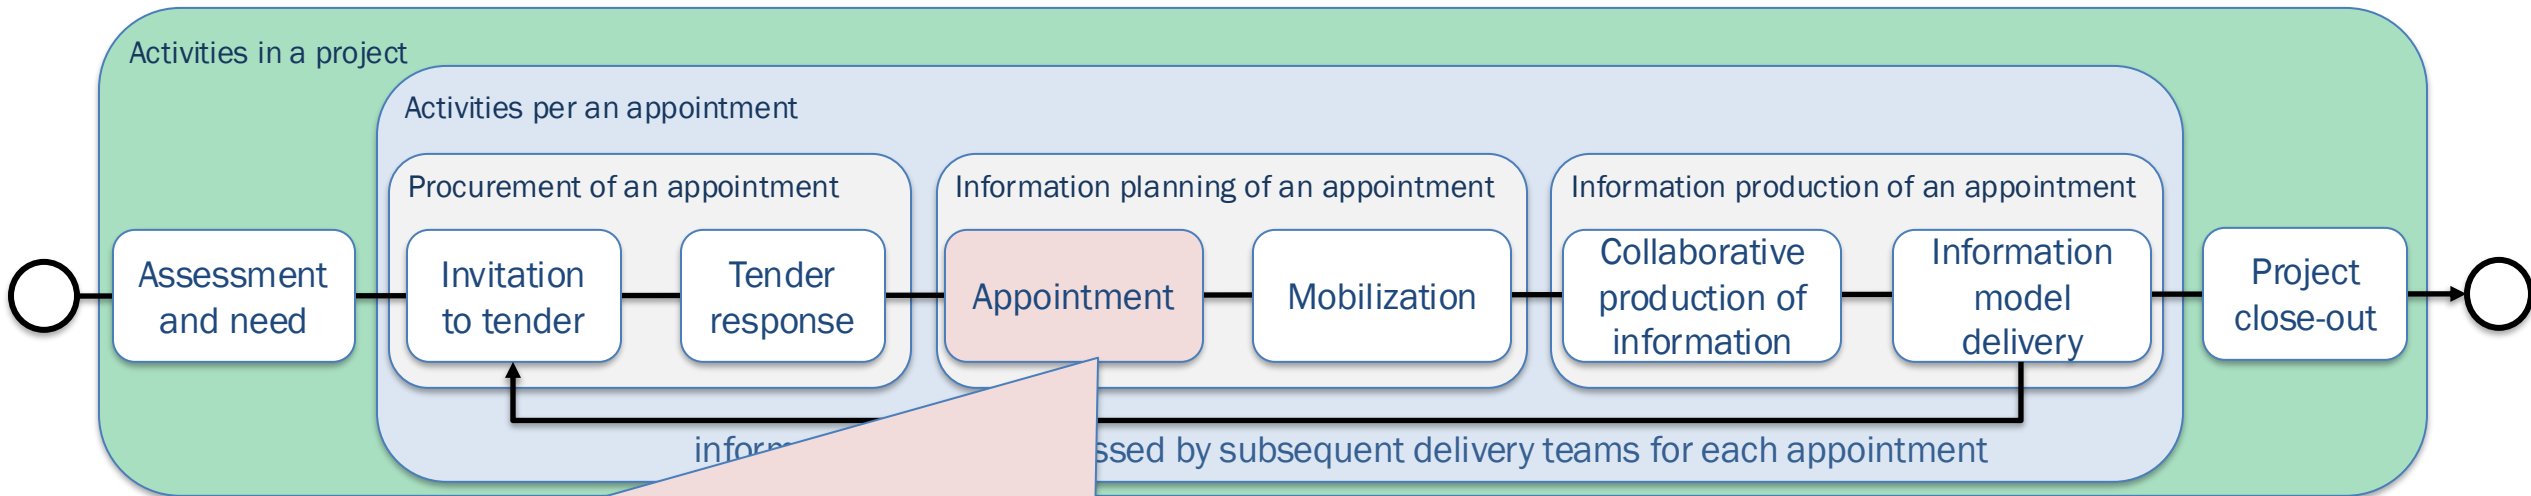 Activities in a project
Activities per an appointment
Procurement of an appointment
Information planning of an appointment
Information production of an appointment
Assessment
and need
Invitation
to tender
Tender
response
Appointment
Mobilization
Collaborative
production of
information
Information
model
delivery
Project
close-out
by subsequent delivery teams for each appointment